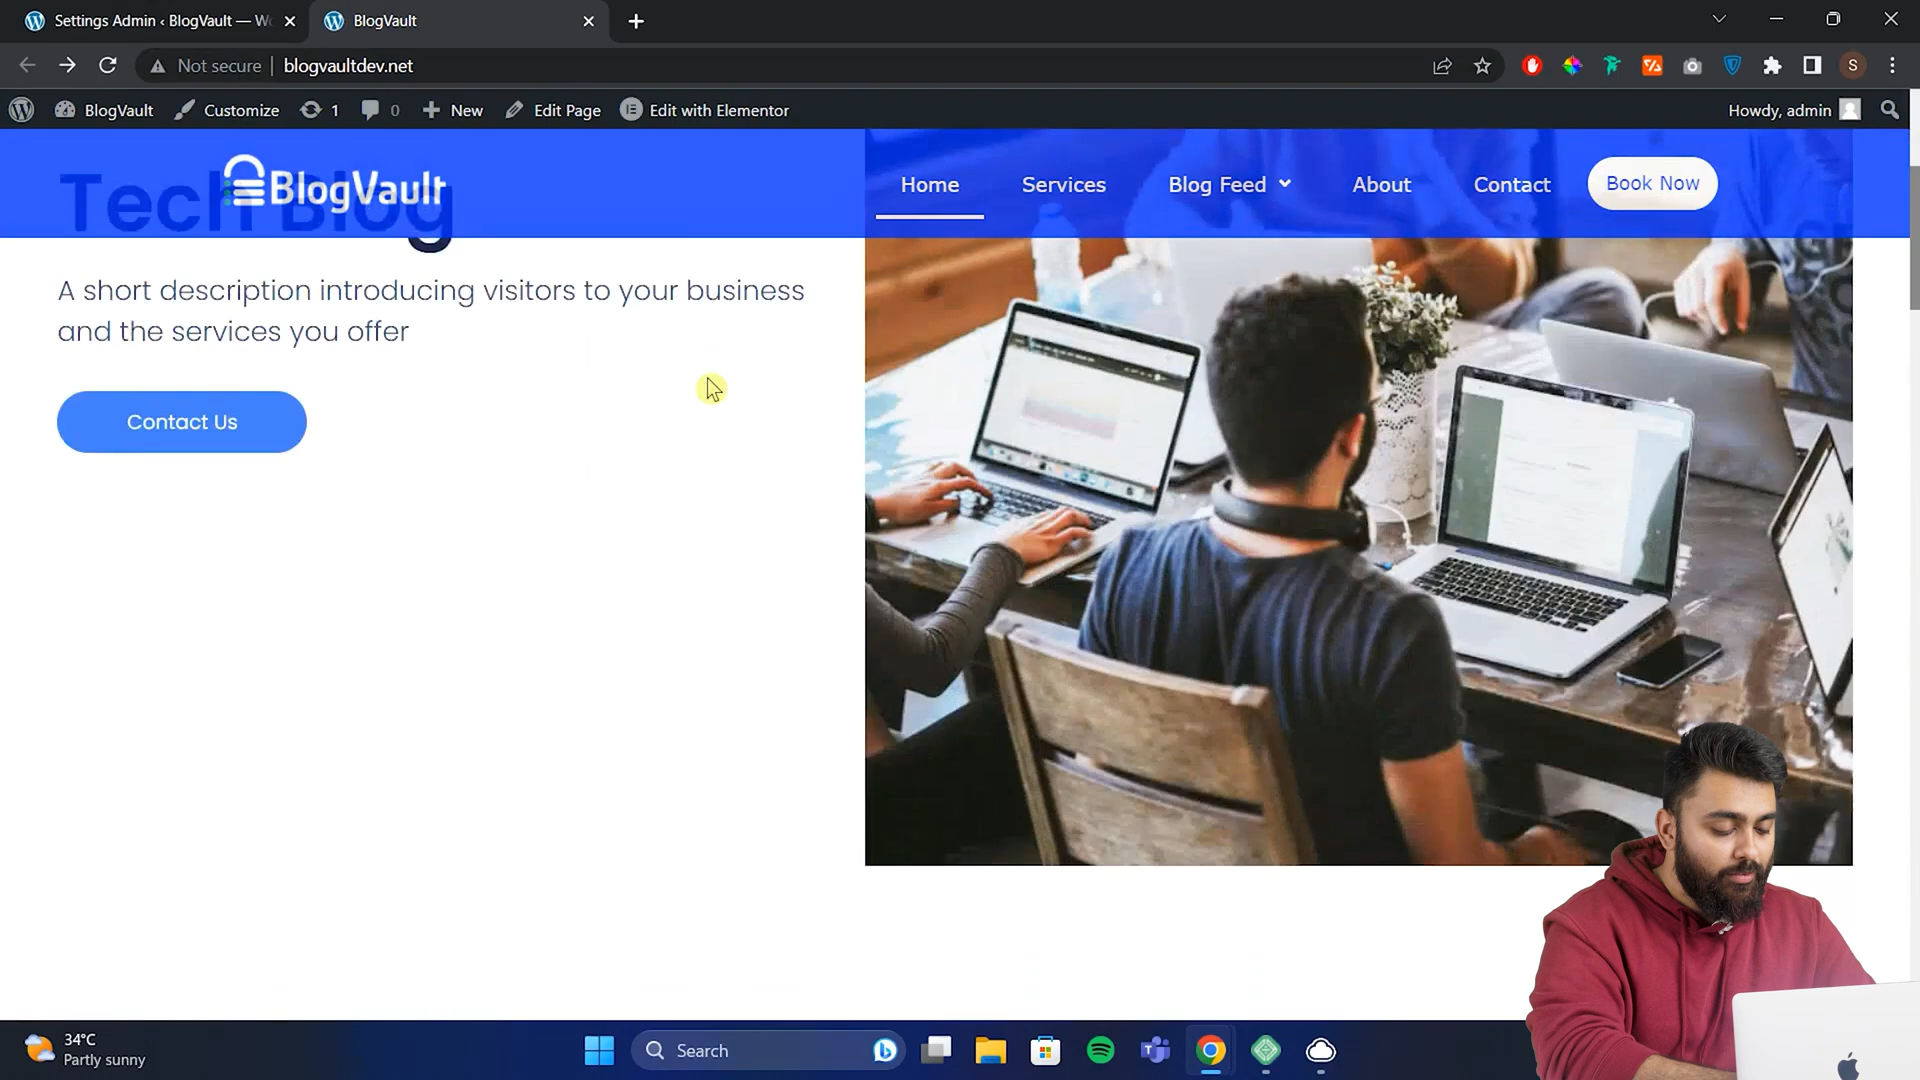 Settings Admin ‹ BlogVault — W
BlogVault
Not secure
blogvaultdev.net
S
BlogVault
Customize
1
0
New
Edit Page
Edit with Elementor
Howdy, admin
BlogVault
Home
Services
Blog Feed
About
Contact
Book Now
Tech Blog
A short description introducing visitors to your business
and the services you offer
Contact Us
34°C
Partly sunny
Search